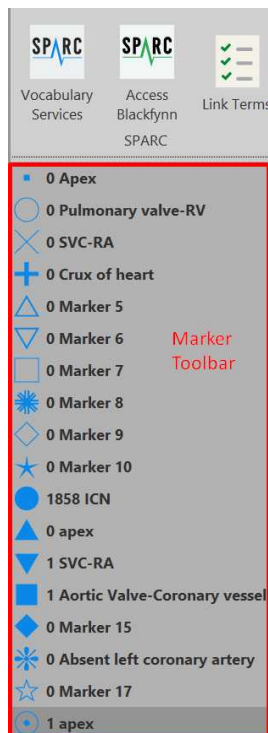 SPARC
SPARC
Vocabulary
Services
Access
Blackfynn
Link Terms
SPARC
0 Apex
0 Pulmonary valve-RV
0 SVC-RA
0 Crux of heart
0 Marker 5
0 Marker 6
0 Marker 7
0 Marker 8
0 Marker 9
0 Marker 10
1858 ICN
0 apex
1 SVC-RA
1 Aortic Valve-Coronary vessel
0 Marker 15
0 Absent left coronary artery
0 Marker 17
1 apex
Marker
Toolbar